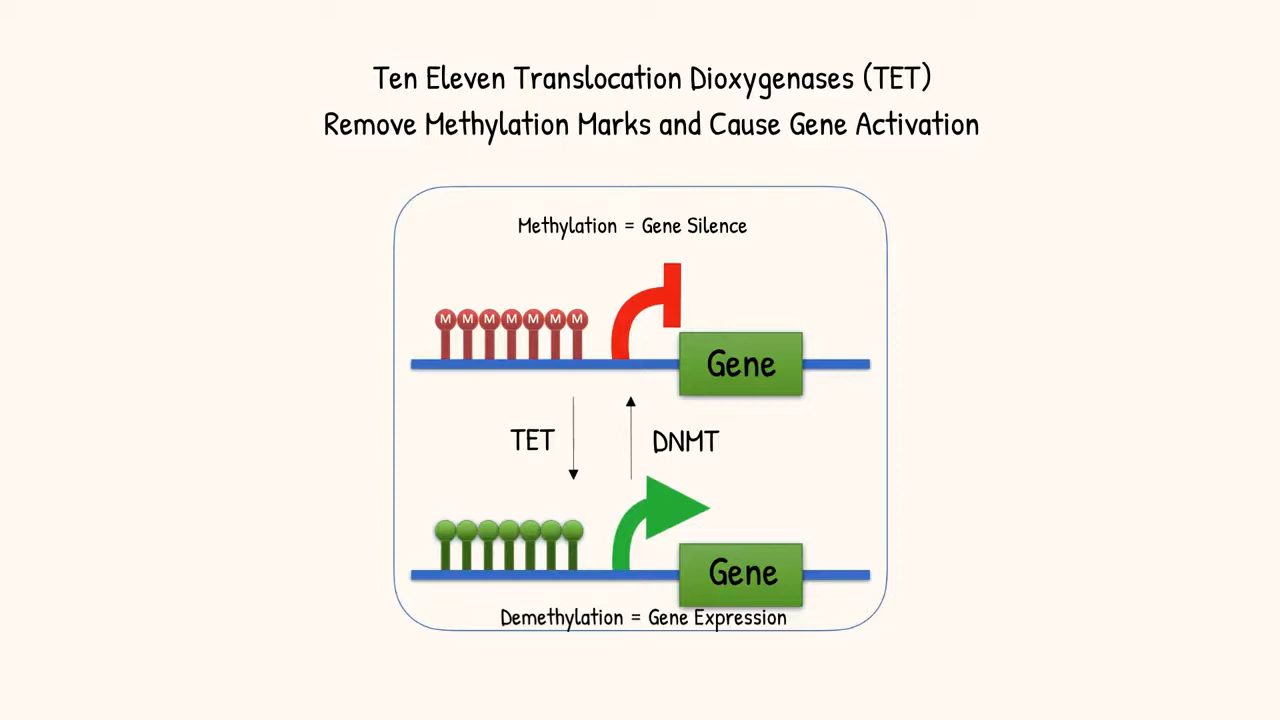 Ten Eleven Translocation Dioxygenases (TET)
Remove Methylation Marks and Cause Gene Activation
Methylation = Gene Silence
M M M M M M M
Gene
TET
DNMT
Gene
Demethylation = Gene Expression